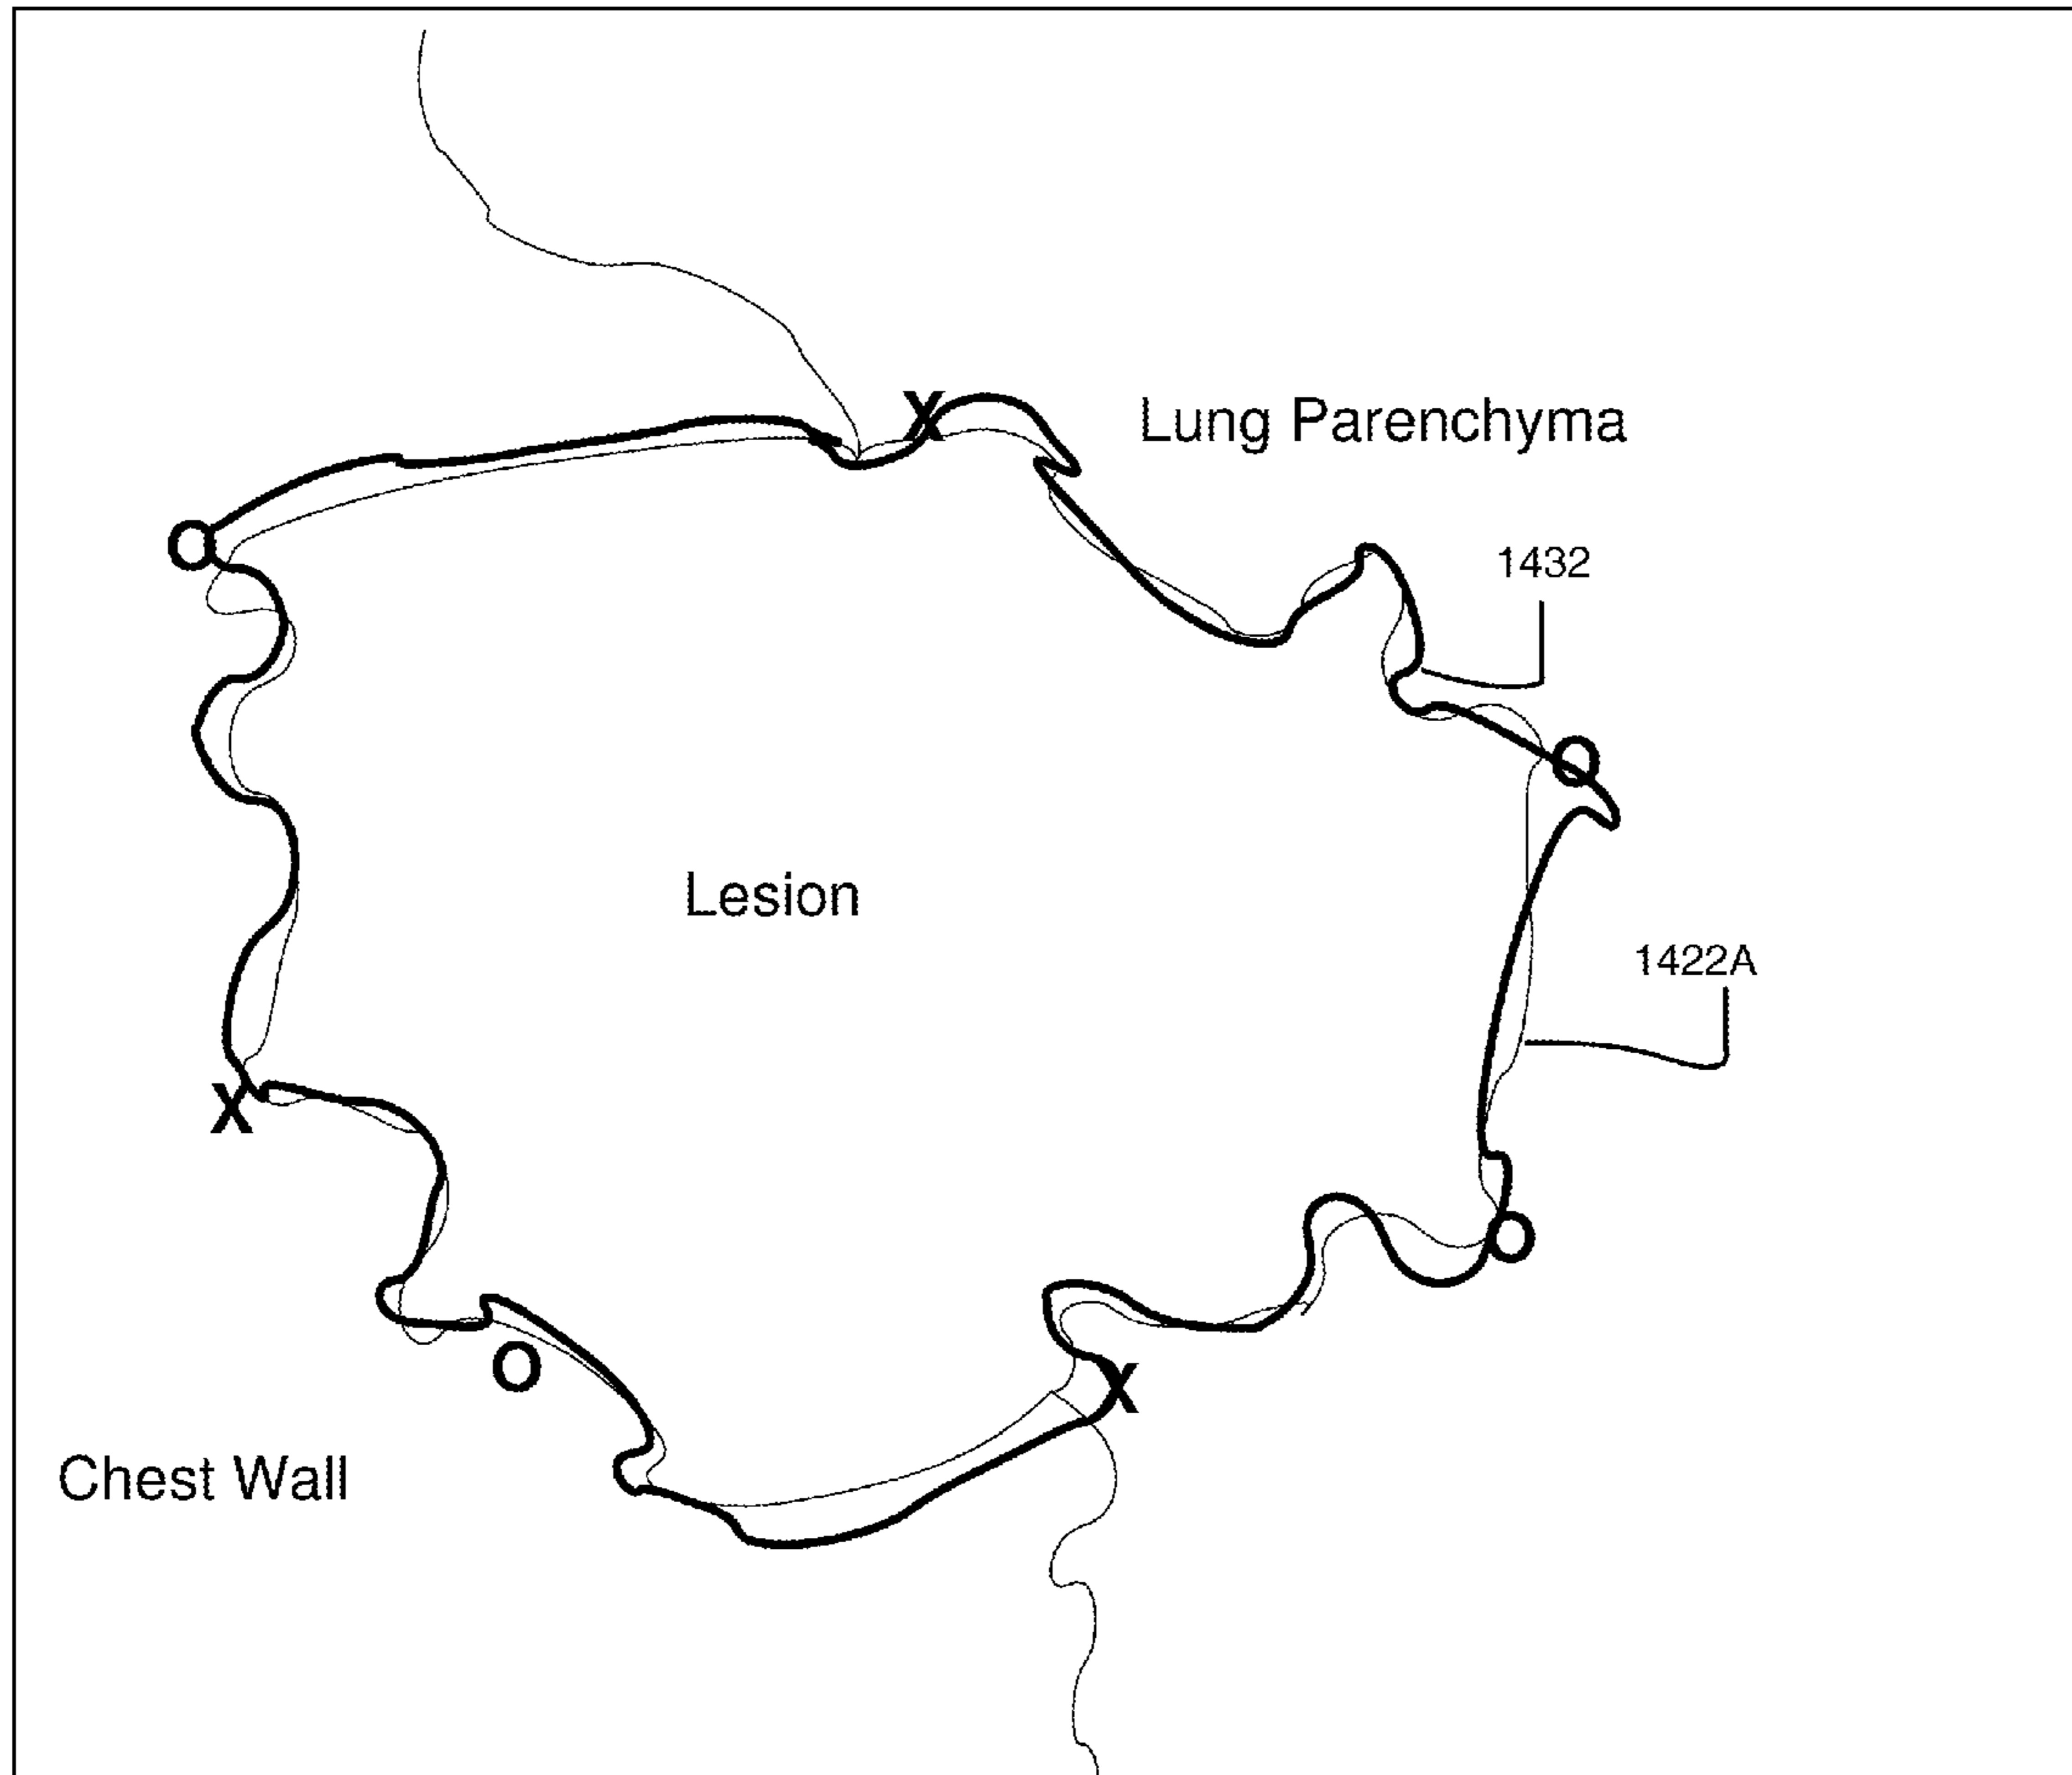 X
Lung Parenchyma
O
1432
O
Lesion
1422A
X
O
O
X
Chest Wall